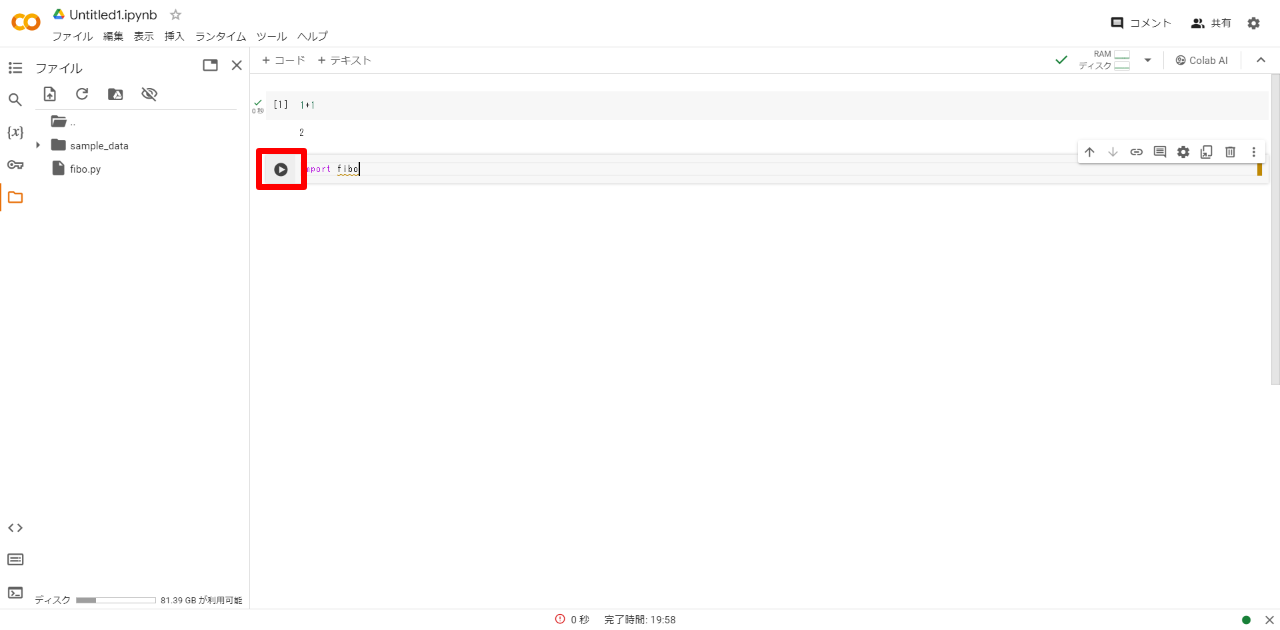 Untitled1.ipynb
ファイル 編集 表示 挿入 ランタイム ツール ヘルプ
コメント 共有
ファイル
+ コード + テキスト
RAM
ディスク
Colab AI
..
sample_data
fibo.py
{x}
0 秒
[1] 1+1
2
mport fibo
ディスク 81.39 GB が利用可能
0 秒 完了時間: 19:58